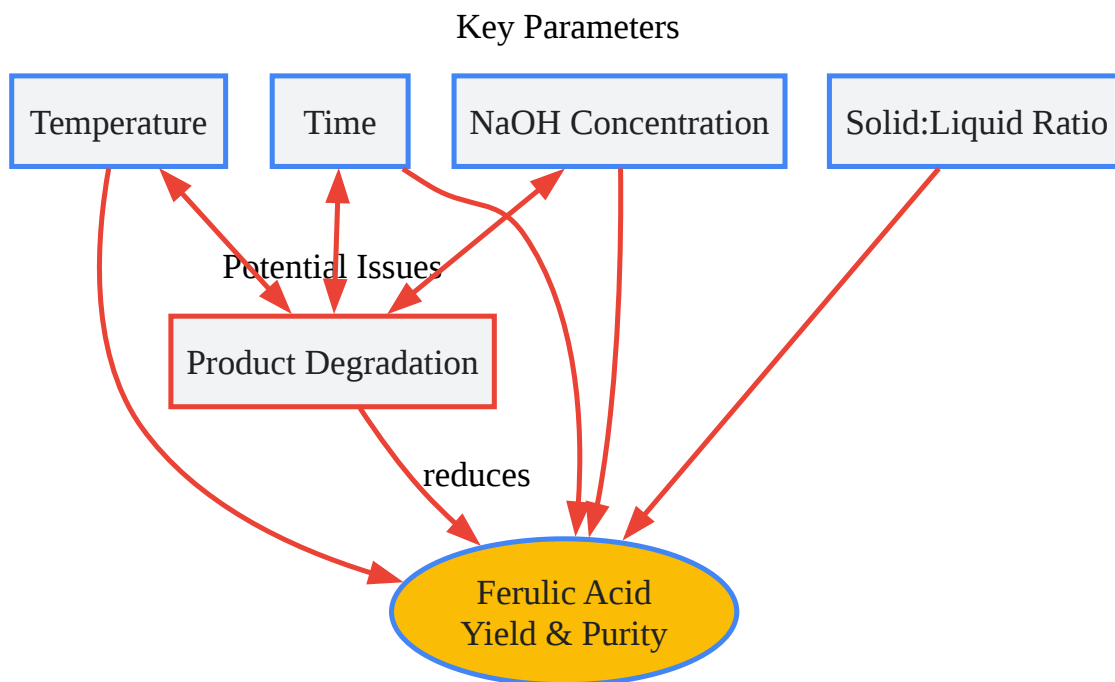 Key Parameters
Temperature
Time
NaOH Concentration
Solid:Liquid Ratio
Potential Issues
Product Degradation
reduces
Ferulic Acid
Yield & Purity